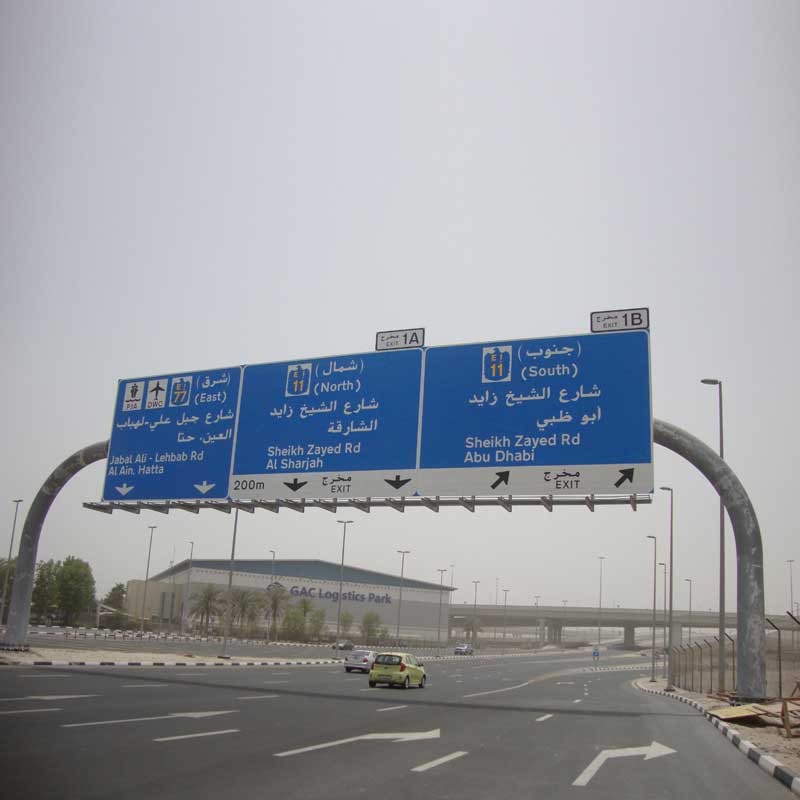 مخرج
EXIT 1A
مخرج
EXIT 1B
PJA
DWC
E
77
(شرق)
(East)
شارع جبل علي-لهباب
العين، حتا
Jabal Ali - Lehbab Rd
Al Ain, Hatta
E
11
(شمال)
(North)
شارع الشيخ زايد
الشارقة
Sheikh Zayed Rd
Al Sharjah
200m
مخرج
EXIT
E
11
(جنوب)
(South)
شارع الشيخ زايد
أبو ظبي
Sheikh Zayed Rd
Abu Dhabi
مخرج
EXIT
GAC Logistics Park